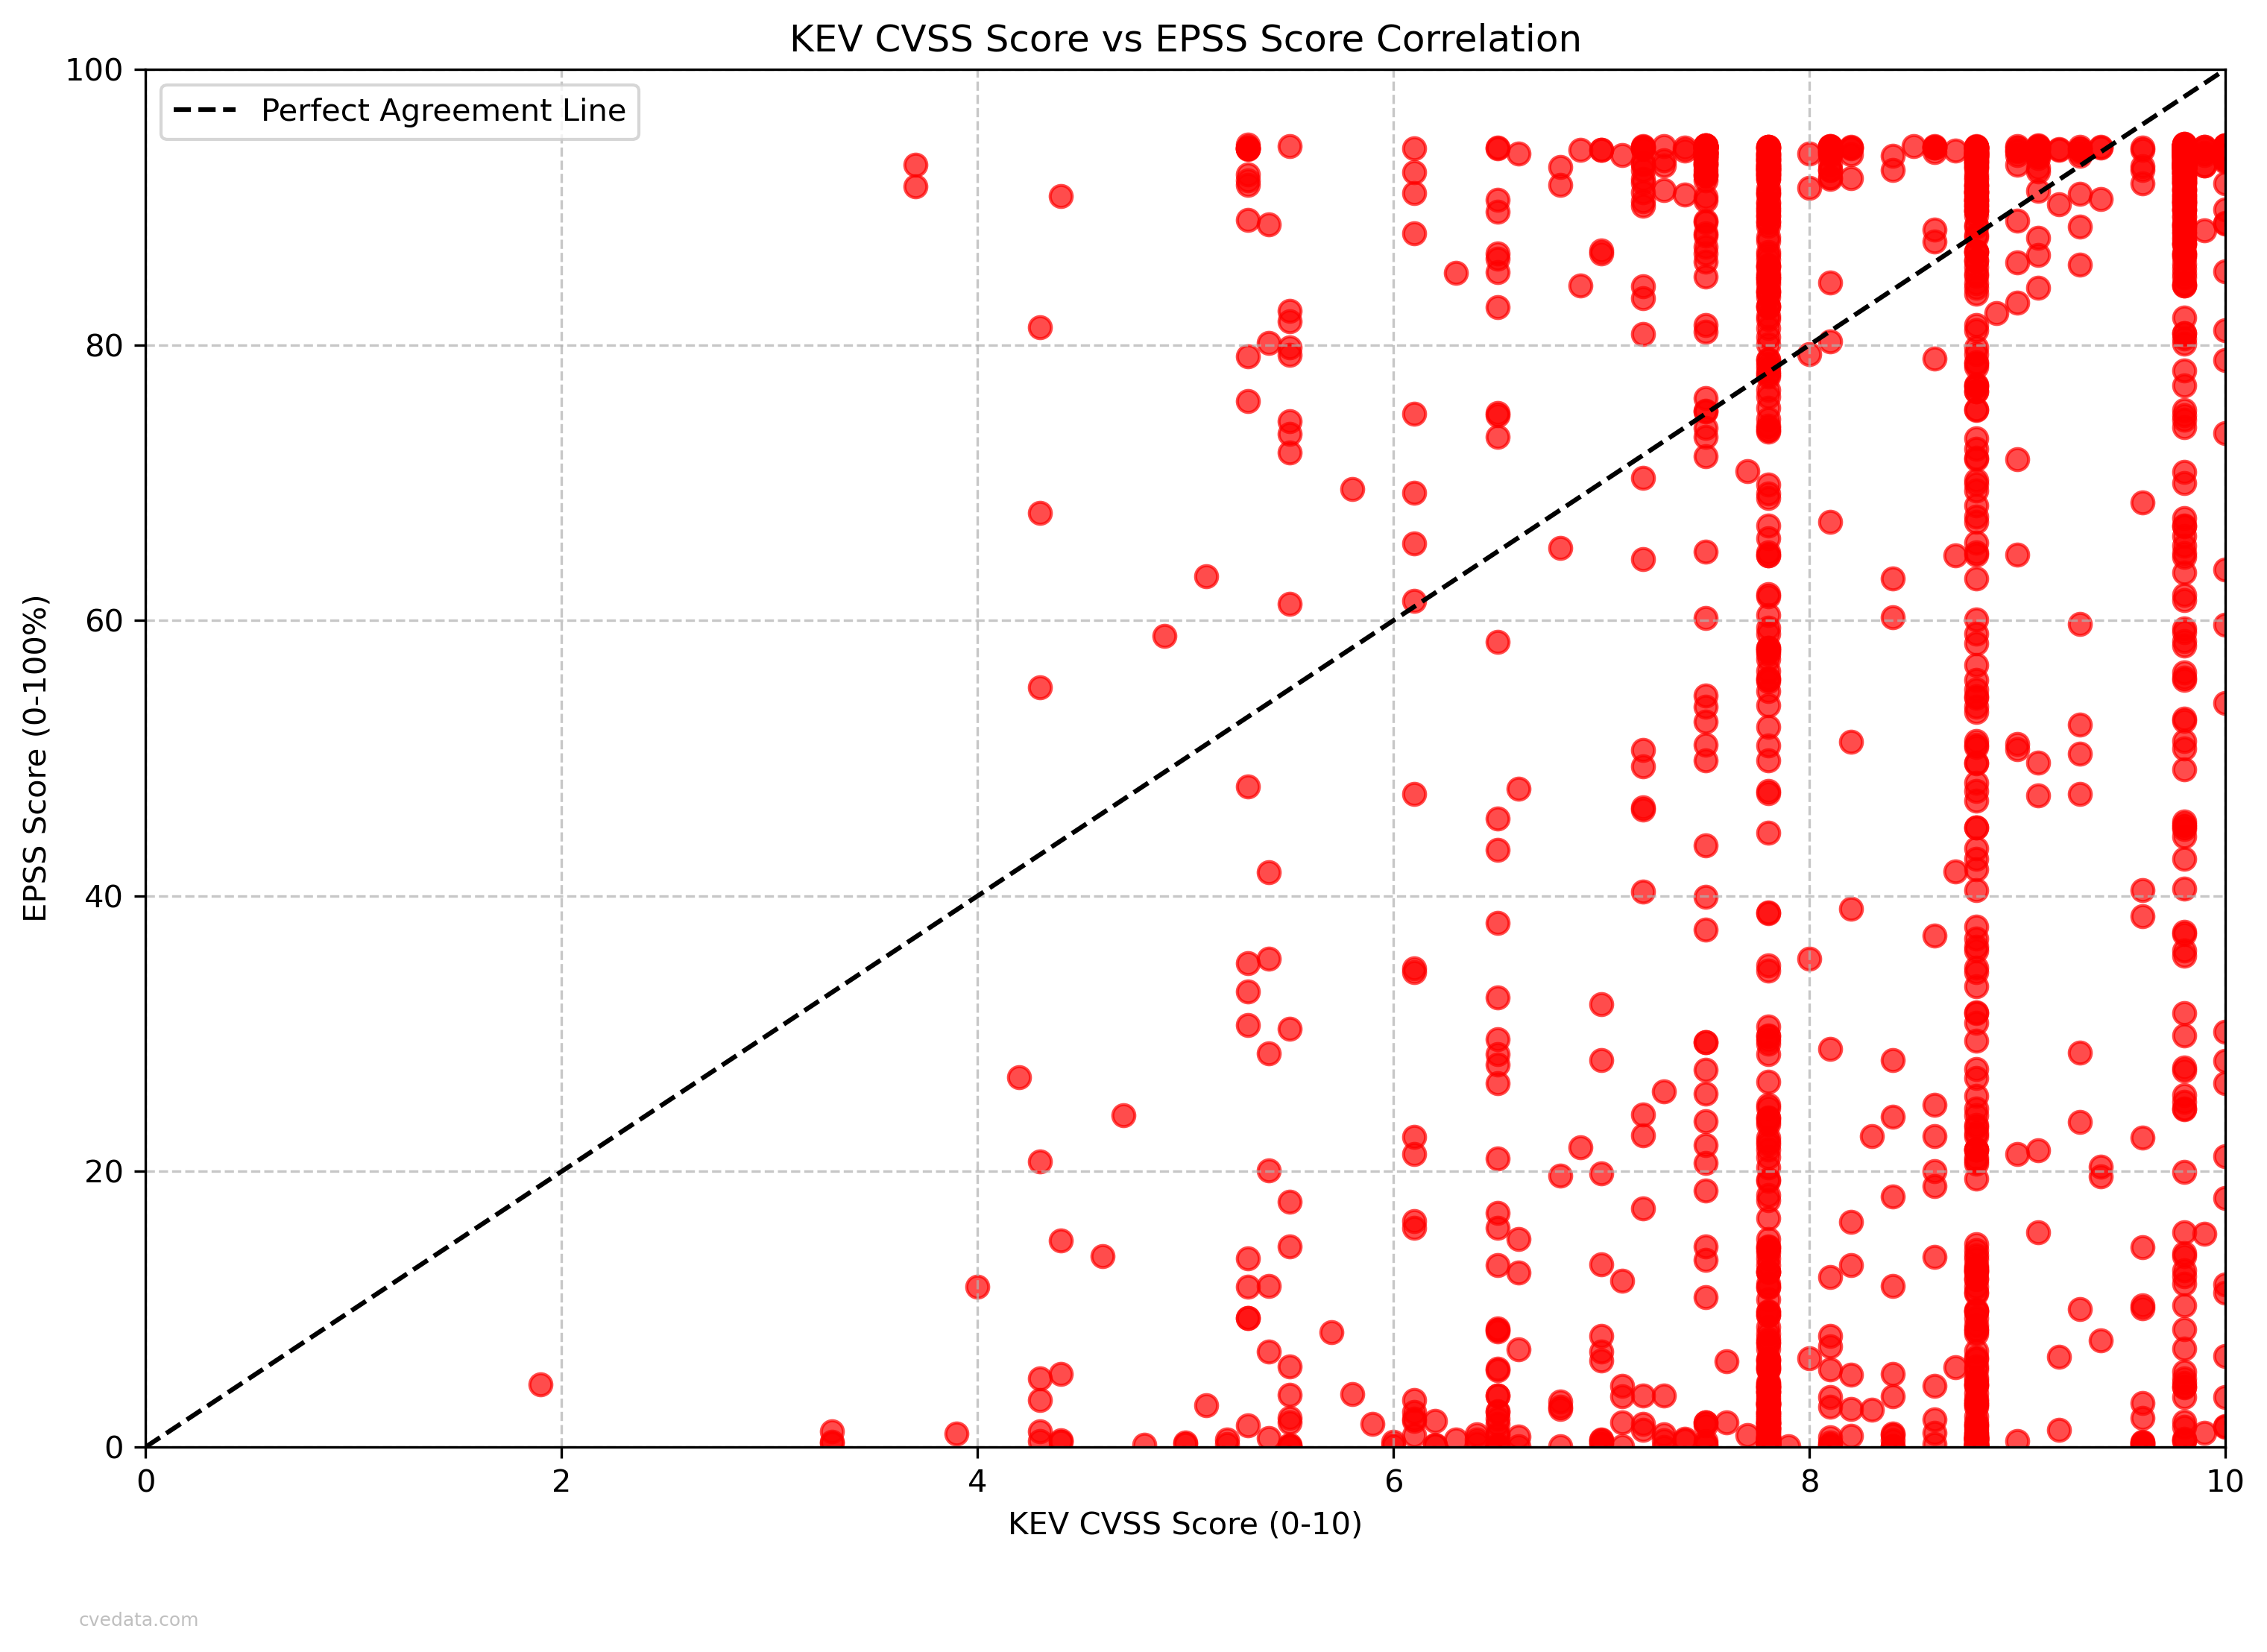 KEV CVSS Score vs EPSS Score Correlation
100
Perfect Agreement Line
80
60
EPSS Score (0-100%)
40
20
0
0 2 4 6 8 10
KEV CVSS Score (0-10)
cvedata.com